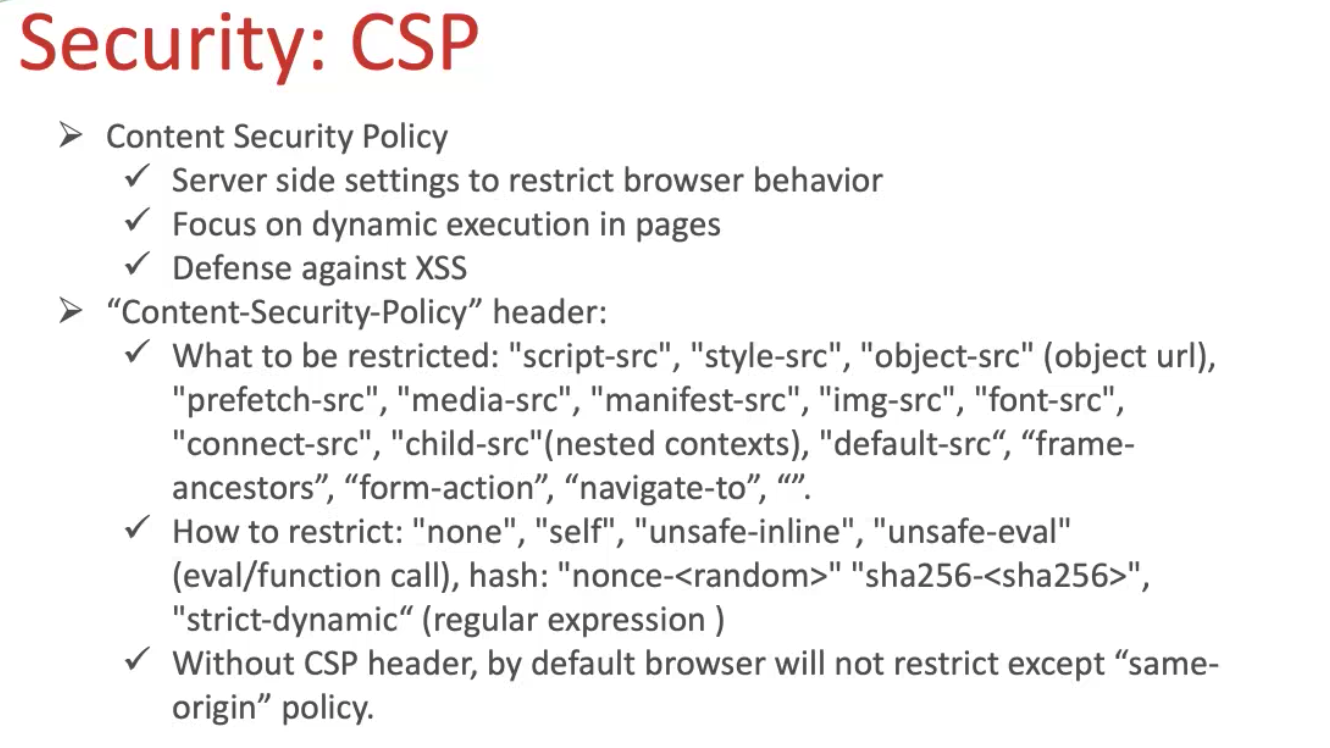 Security: CSP
➢ Content Security Policy
✓ Server side settings to restrict browser behavior
✓ Focus on dynamic execution in pages
✓ Defense against XSS
➢ “Content-Security-Policy” header:
✓ What to be restricted: "script-src", "style-src", "object-src" (object url),
"prefetch-src", "media-src", "manifest-src", "img-src", "font-src",
"connect-src", "child-src"(nested contexts), "default-src“, “frame-
ancestors”, “form-action”, “navigate-to”, “”.
✓ How to restrict: "none", "self", "unsafe-inline", "unsafe-eval"
(eval/function call), hash: "nonce-<random>" "sha256-<sha256>",
"strict-dynamic“ (regular expression )
✓ Without CSP header, by default browser will not restrict except “same-
origin” policy.